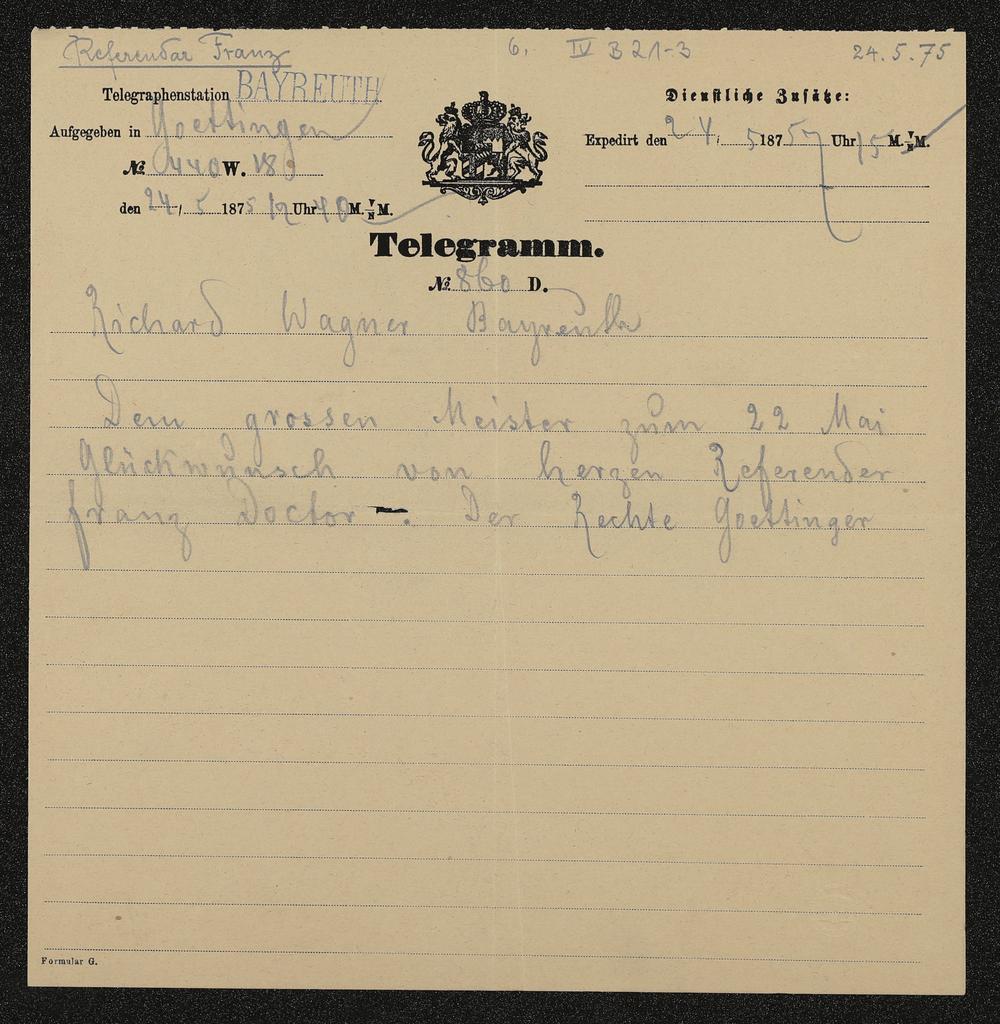 Referendar Franz 6. IV B 21-3 24.5.75
Telegraphenstation BAYREUTH
Dienstliche Zusätze:
Aufgegeben in Goettingen
Expedirt den 24/5 1875 7 Uhr 15 M. V/N M.
№ 440 W. 18
den 24/5 1875 12 Uhr 40 M. V/N M.
Telegramm.
№ 860 D.
Richard Wagner Bayreuth
Dem grossen Meister zum 22 Mai
Glückwunsch von herzen Referender
franz Doctor –. Der Rechte Goettinger
Formular G.